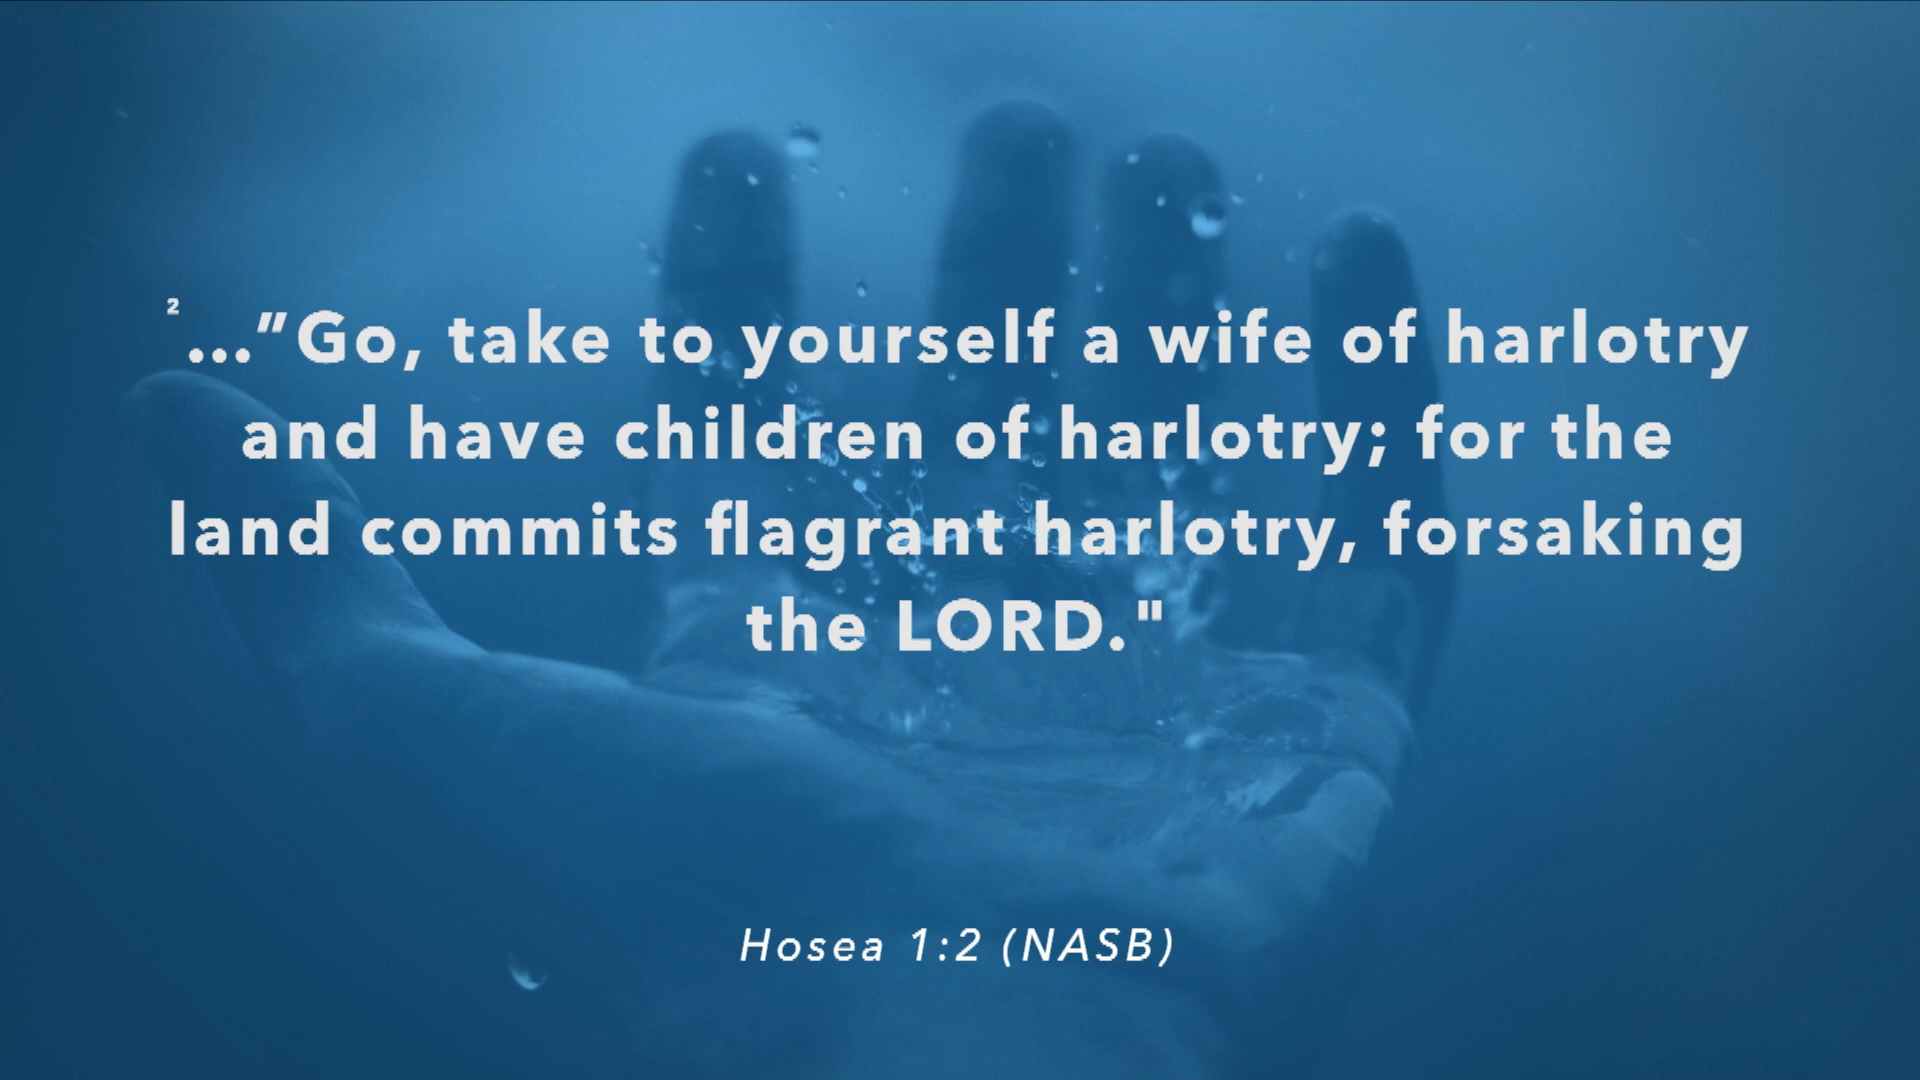 2 ..."Go, take to yourself a wife of harlotry
and have children of harlotry; for the
land commits flagrant harlotry, forsaking
the LORD."
Hosea 1:2 (NASB)